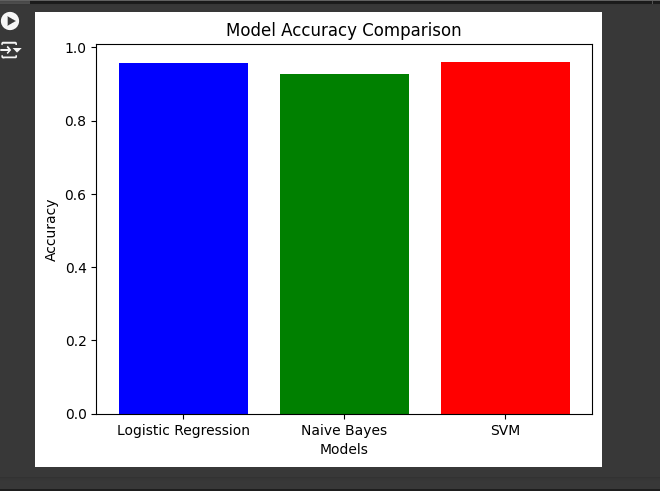 Model Accuracy Comparison
1.0
0.8
0.6
0.4
0.2
0.0
Accuracy
Logistic Regression
Naive Bayes
SVM
Models